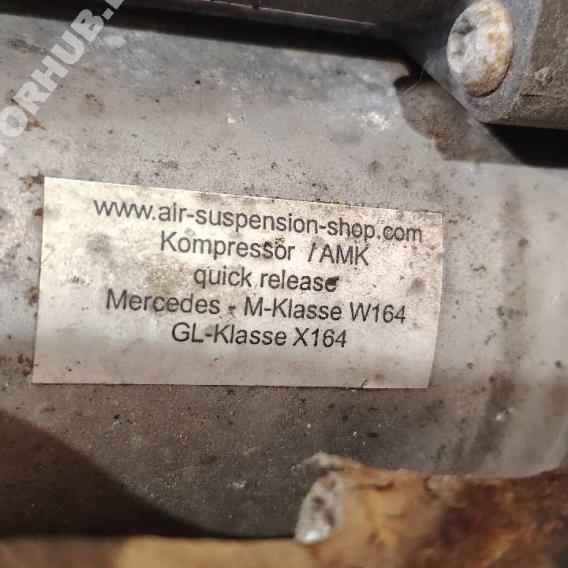 www.air-suspension-shop.com
Kompressor / AMK
quick release
Mercedes - M-Klasse W164
GL-Klasse X164